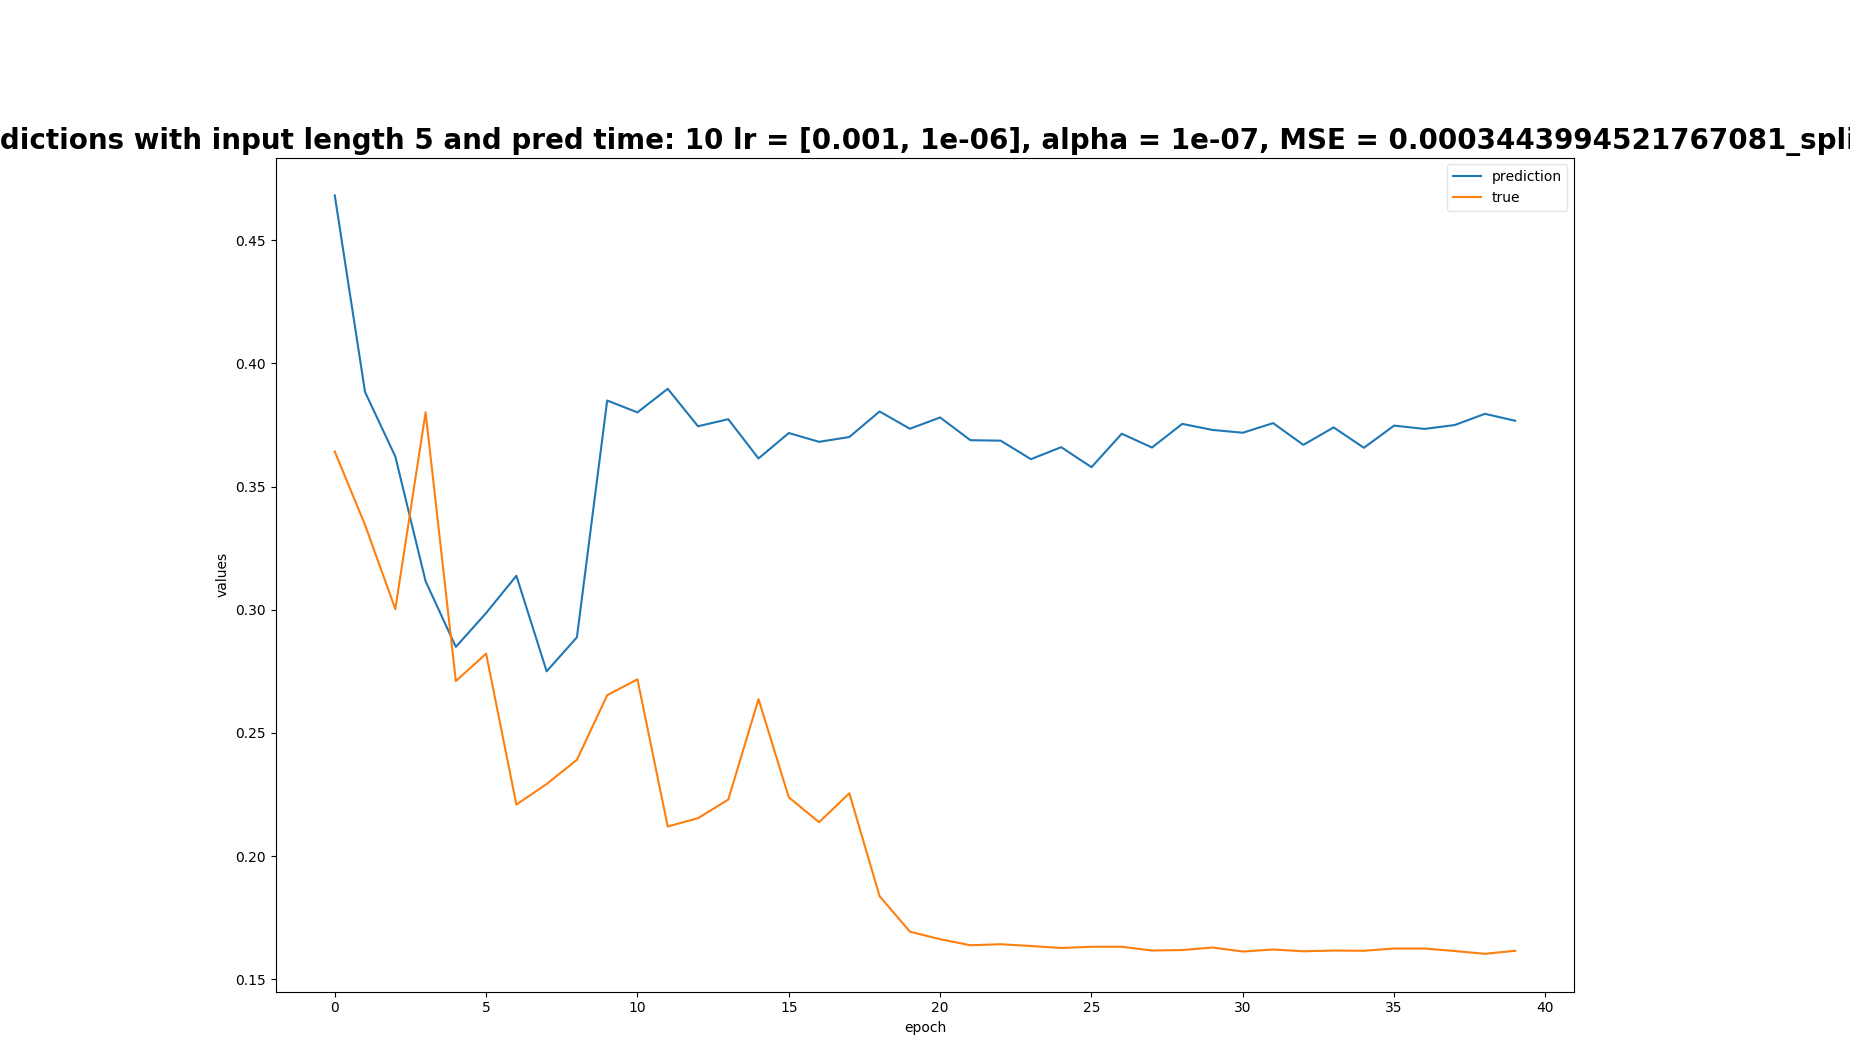 dictions with input length 5 and pred time: 10 lr = [0.001, 1e-06], alpha = 1e-07, MSE = 0.0003443994521767081_spli
prediction
true
0.45
0.40
0.35
0.30
0.25
0.20
0.15
values
0 5 10 15 20 25 30 35 40
epoch